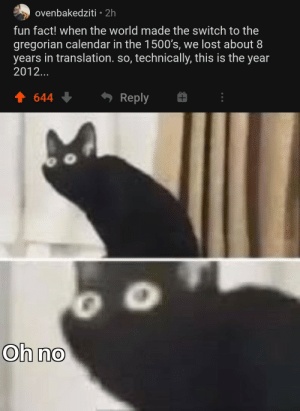 ovenbakedziti • 2h
fun fact! when the world made the switch to the
gregorian calendar in the 1500's, we lost about 8
years in translation. so, technically, this is the year
2012...
644
Reply
Oh no